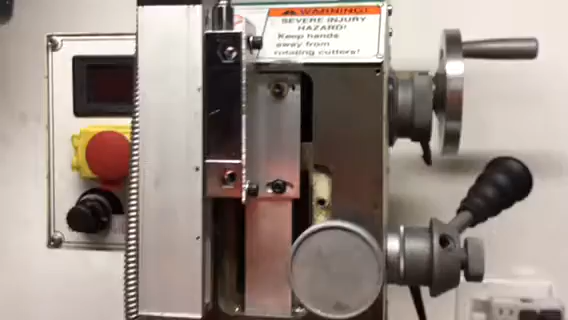 WARNING!
SEVERE INJURY
HAZARD!
Keep hands
away from
rotating cutters!